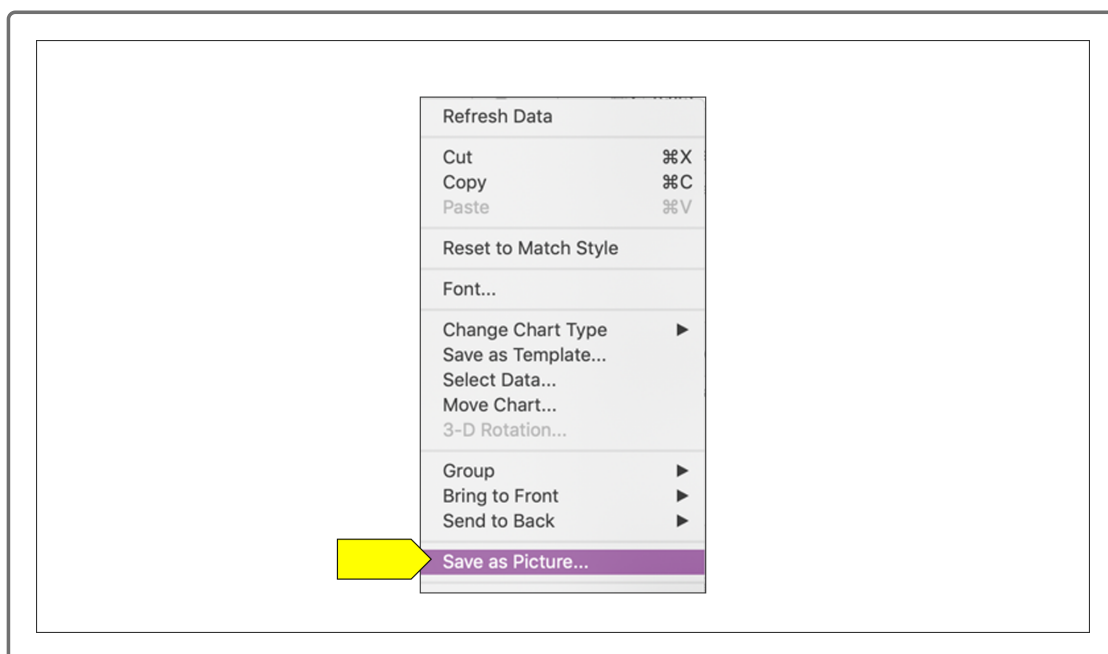 Refresh Data
Cut ⌘X
Copy ⌘C
Paste ⌘V
Reset to Match Style
Font...
Change Chart Type ▶
Save as Template...
Select Data...
Move Chart...
3-D Rotation...
Group ▶
Bring to Front ▶
Send to Back ▶
Save as Picture...